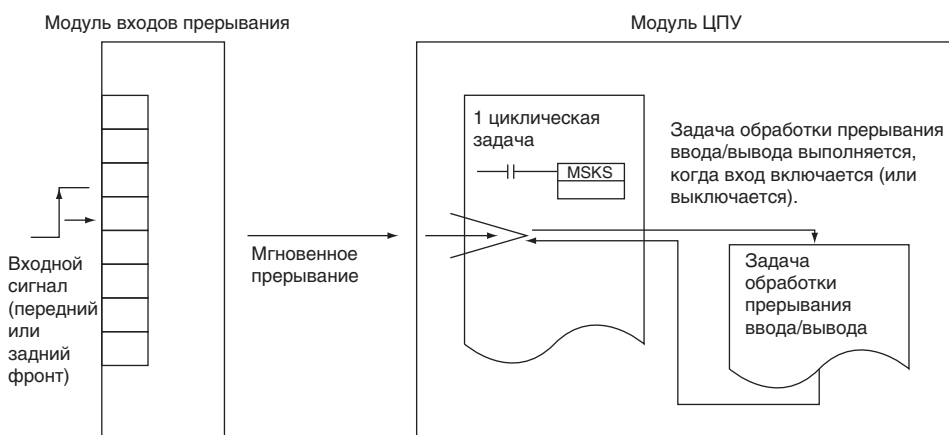 Модуль входов прерывания
Модуль ЦПУ
1 циклическая
задача
MSKS
Задача обработки прерывания
ввода/вывода выполняется,
когда вход включается (или
выключается).
Входной
сигнал
(передний
или
задний
фронт)
Мгновенное
прерывание
Задача
обработки
прерывания
ввода/вывода